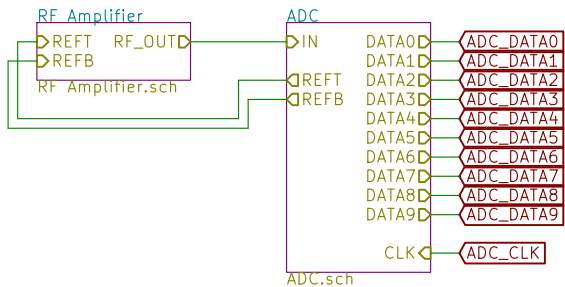 RF Amplifier
REFT
RF_OUT
REFB
RF Amplifier.sch
ADC
IN
REFT
REFB
DATA0
DATA1
DATA2
DATA3
DATA4
DATA5
DATA6
DATA7
DATA8
DATA9
CLK
ADC.sch
ADC_DATA0
ADC_DATA1
ADC_DATA2
ADC_DATA3
ADC_DATA4
ADC_DATA5
ADC_DATA6
ADC_DATA7
ADC_DATA8
ADC_DATA9
ADC_CLK